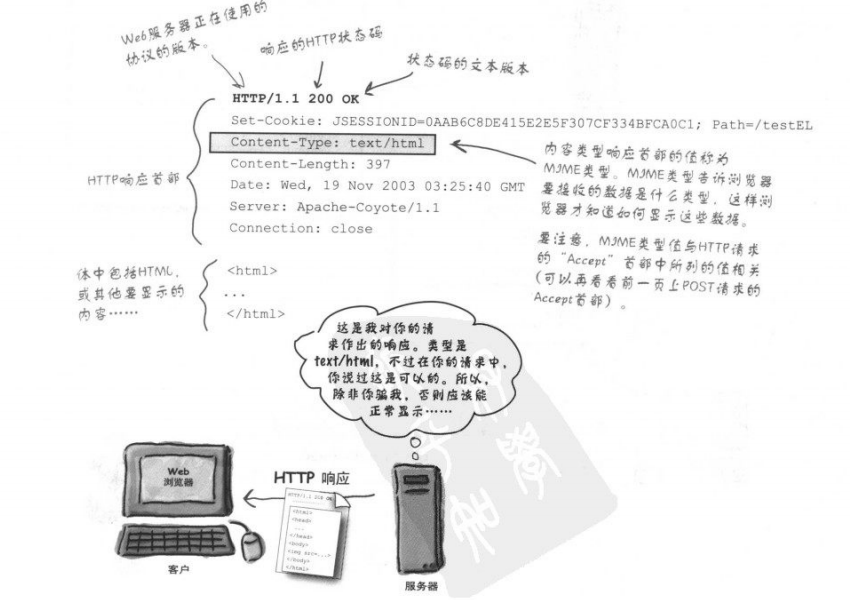 Web服务器正在使用的
协议的版本。
响应的HTTP状态码
状态码的文本版本
HTTP/1.1 200 OK
Set-Cookie: JSESSIONID=0AAB6C8DE415E2E5F307CF334BFCA0C1; Path=/testEL
Content-Type: text/html
Content-Length: 397
Date: Wed, 19 Nov 2003 03:25:40 GMT
Server: Apache-Coyote/1.1
Connection: close
HTTP响应首部
内容类型响应首部的值称为
MIME类型。MIME类型告诉浏览器
要接收的数据是什么类型，这样浏
览器才知道如何显示这些数据。
要注意，MIME类型值与HTTP请求
的“Accept”首部中所列的值相关
（可以再看看前一页上POST请求的
Accept首部）。
体中包括HTML，
或其他要显示的
内容……
<html>
...
</html>
这是我对你的请
求作出的响应。类型是
text/html，不过在你的请求中，
你说过这是可以的。所以，
除非你骗我，否则应该能
正常显示……
Web
浏览器
HTTP 响应
HTTP/1.1 200 OK
<html>
<head>
...
</head>
<body>
<img src=...>
</body>
</html>
客户
服务器